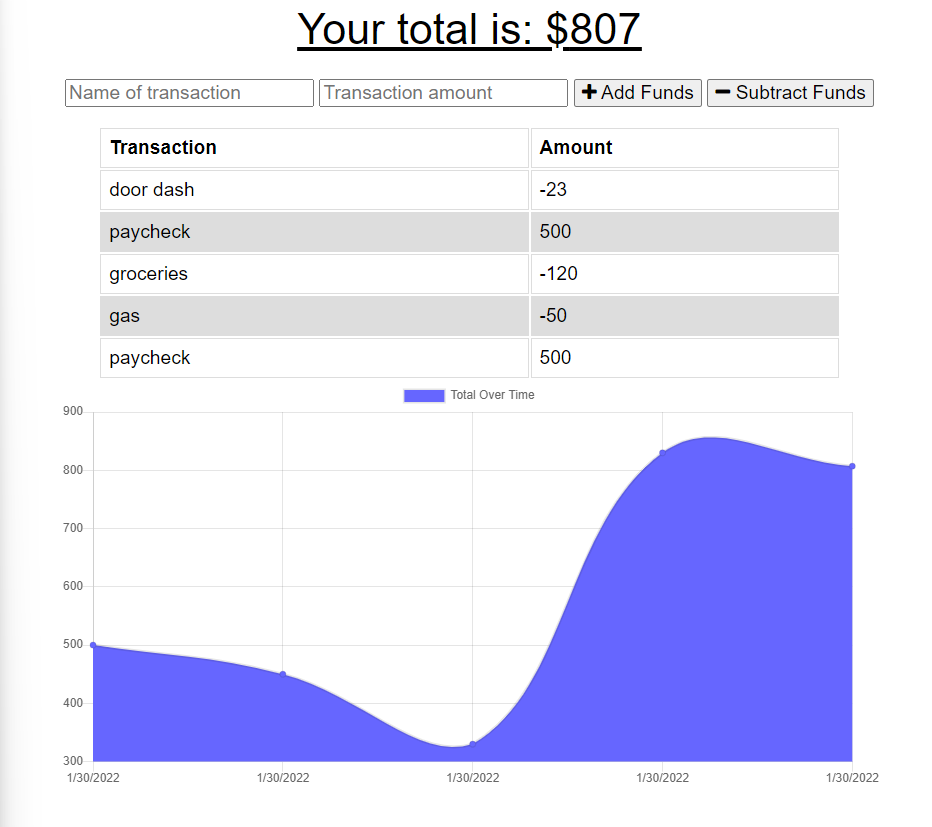 Your total is: $807
Name of transaction Transaction amount + Add Funds − Subtract Funds
Transaction Amount
door dash -23
paycheck 500
groceries -120
gas -50
paycheck 500
Total Over Time
900
800
700
600
500
400
300
1/30/2022 1/30/2022 1/30/2022 1/30/2022 1/30/2022